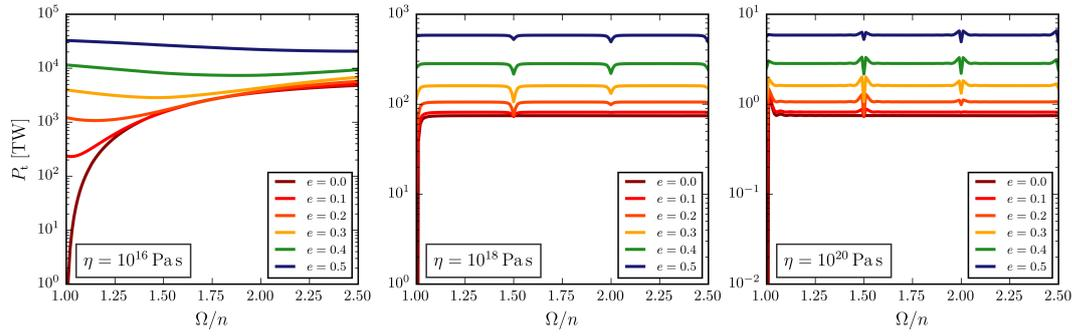 P_t [TW]
10^5
10^4
10^3
10^2
10^1
10^0
1.00 1.25 1.50 1.75 2.00 2.25 2.50
Ω/n
η = 10^16 Pa s
e = 0.0
e = 0.1
e = 0.2
e = 0.3
e = 0.4
e = 0.5
10^3
10^2
10^1
10^0
1.00 1.25 1.50 1.75 2.00 2.25 2.50
Ω/n
η = 10^18 Pa s
e = 0.0
e = 0.1
e = 0.2
e = 0.3
e = 0.4
e = 0.5
10^1
10^0
10^−1
10^−2
1.00 1.25 1.50 1.75 2.00 2.25 2.50
Ω/n
η = 10^20 Pa s
e = 0.0
e = 0.1
e = 0.2
e = 0.3
e = 0.4
e = 0.5